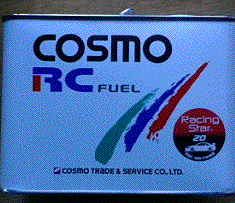 COSMO
RC FUEL
Racing
Star
20
COSMO TRADE & SERVICE CO., LTD.